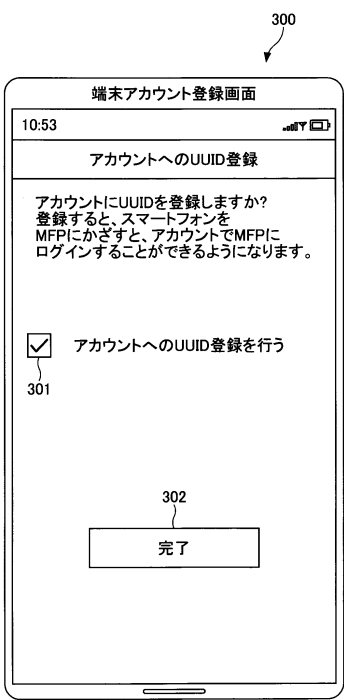 300
端末アカウント登録画面
10:53
アカウントへのUUID登録
アカウントにUUIDを登録しますか?
登録すると、スマートフォンを
MFPにかざすと、アカウントでMFPに
ログインすることができるようになります。
アカウントへのUUID登録を行う
301
302
完了